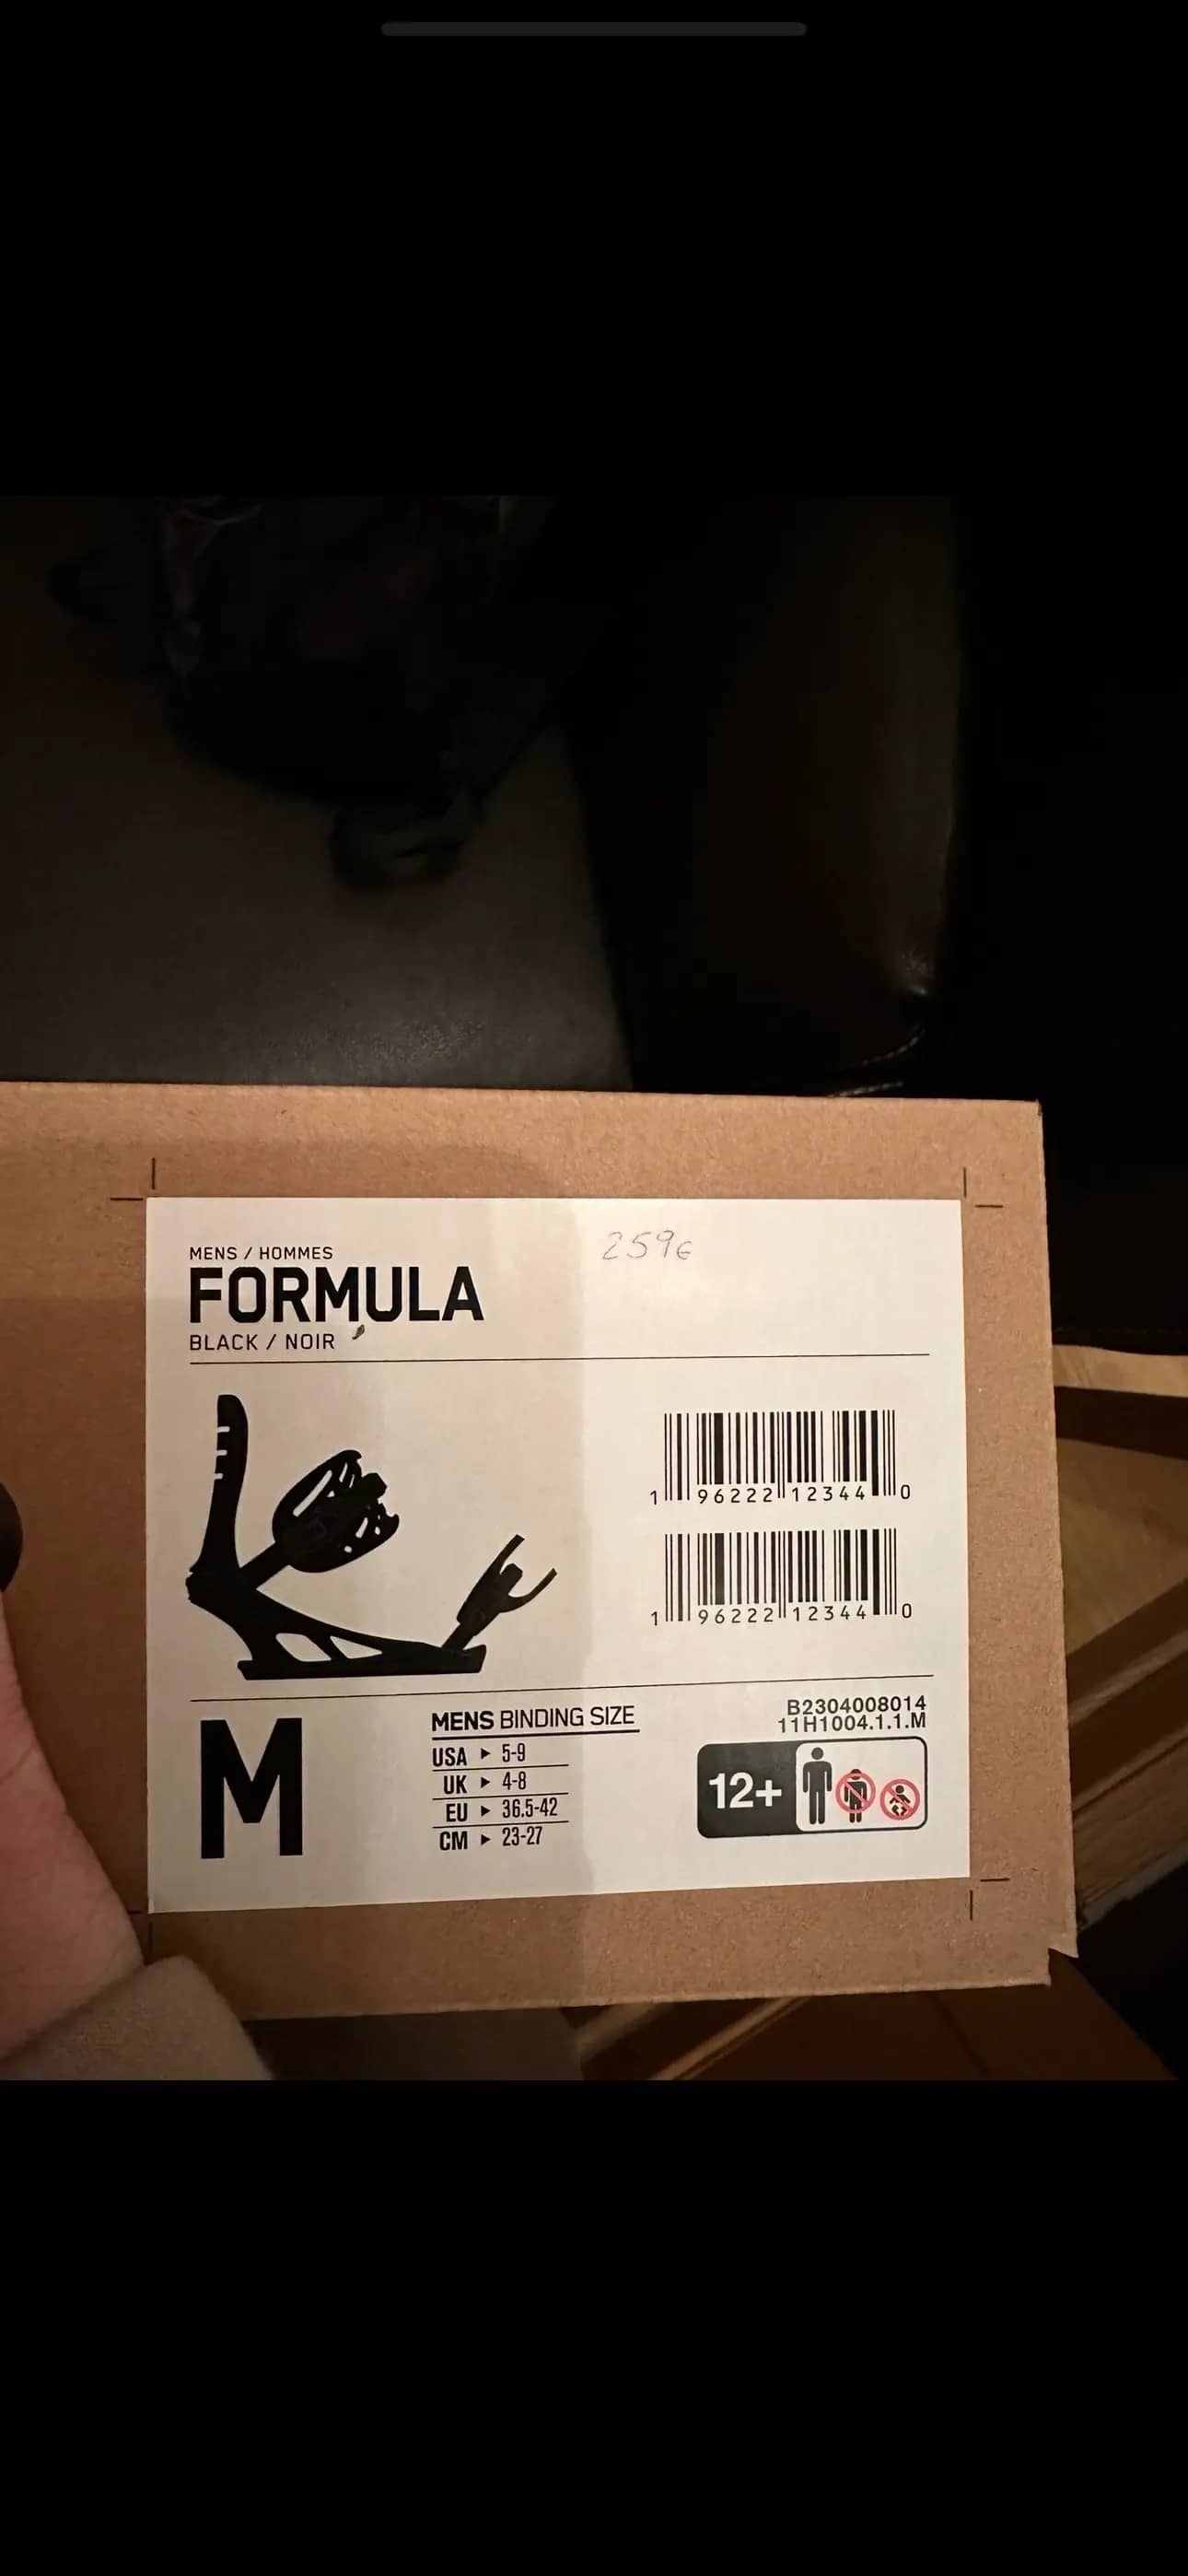 MENS / HOMMES
FORMULA
BLACK / NOIR
259€
1 96222 12344 0
1 96222 12344 0
M
MENS BINDING SIZE
USA ▶ 5-9
UK ▶ 4-8
EU ▶ 36.5-42
CM ▶ 23-27
B2304008014
11H1004.1.1.M
12+